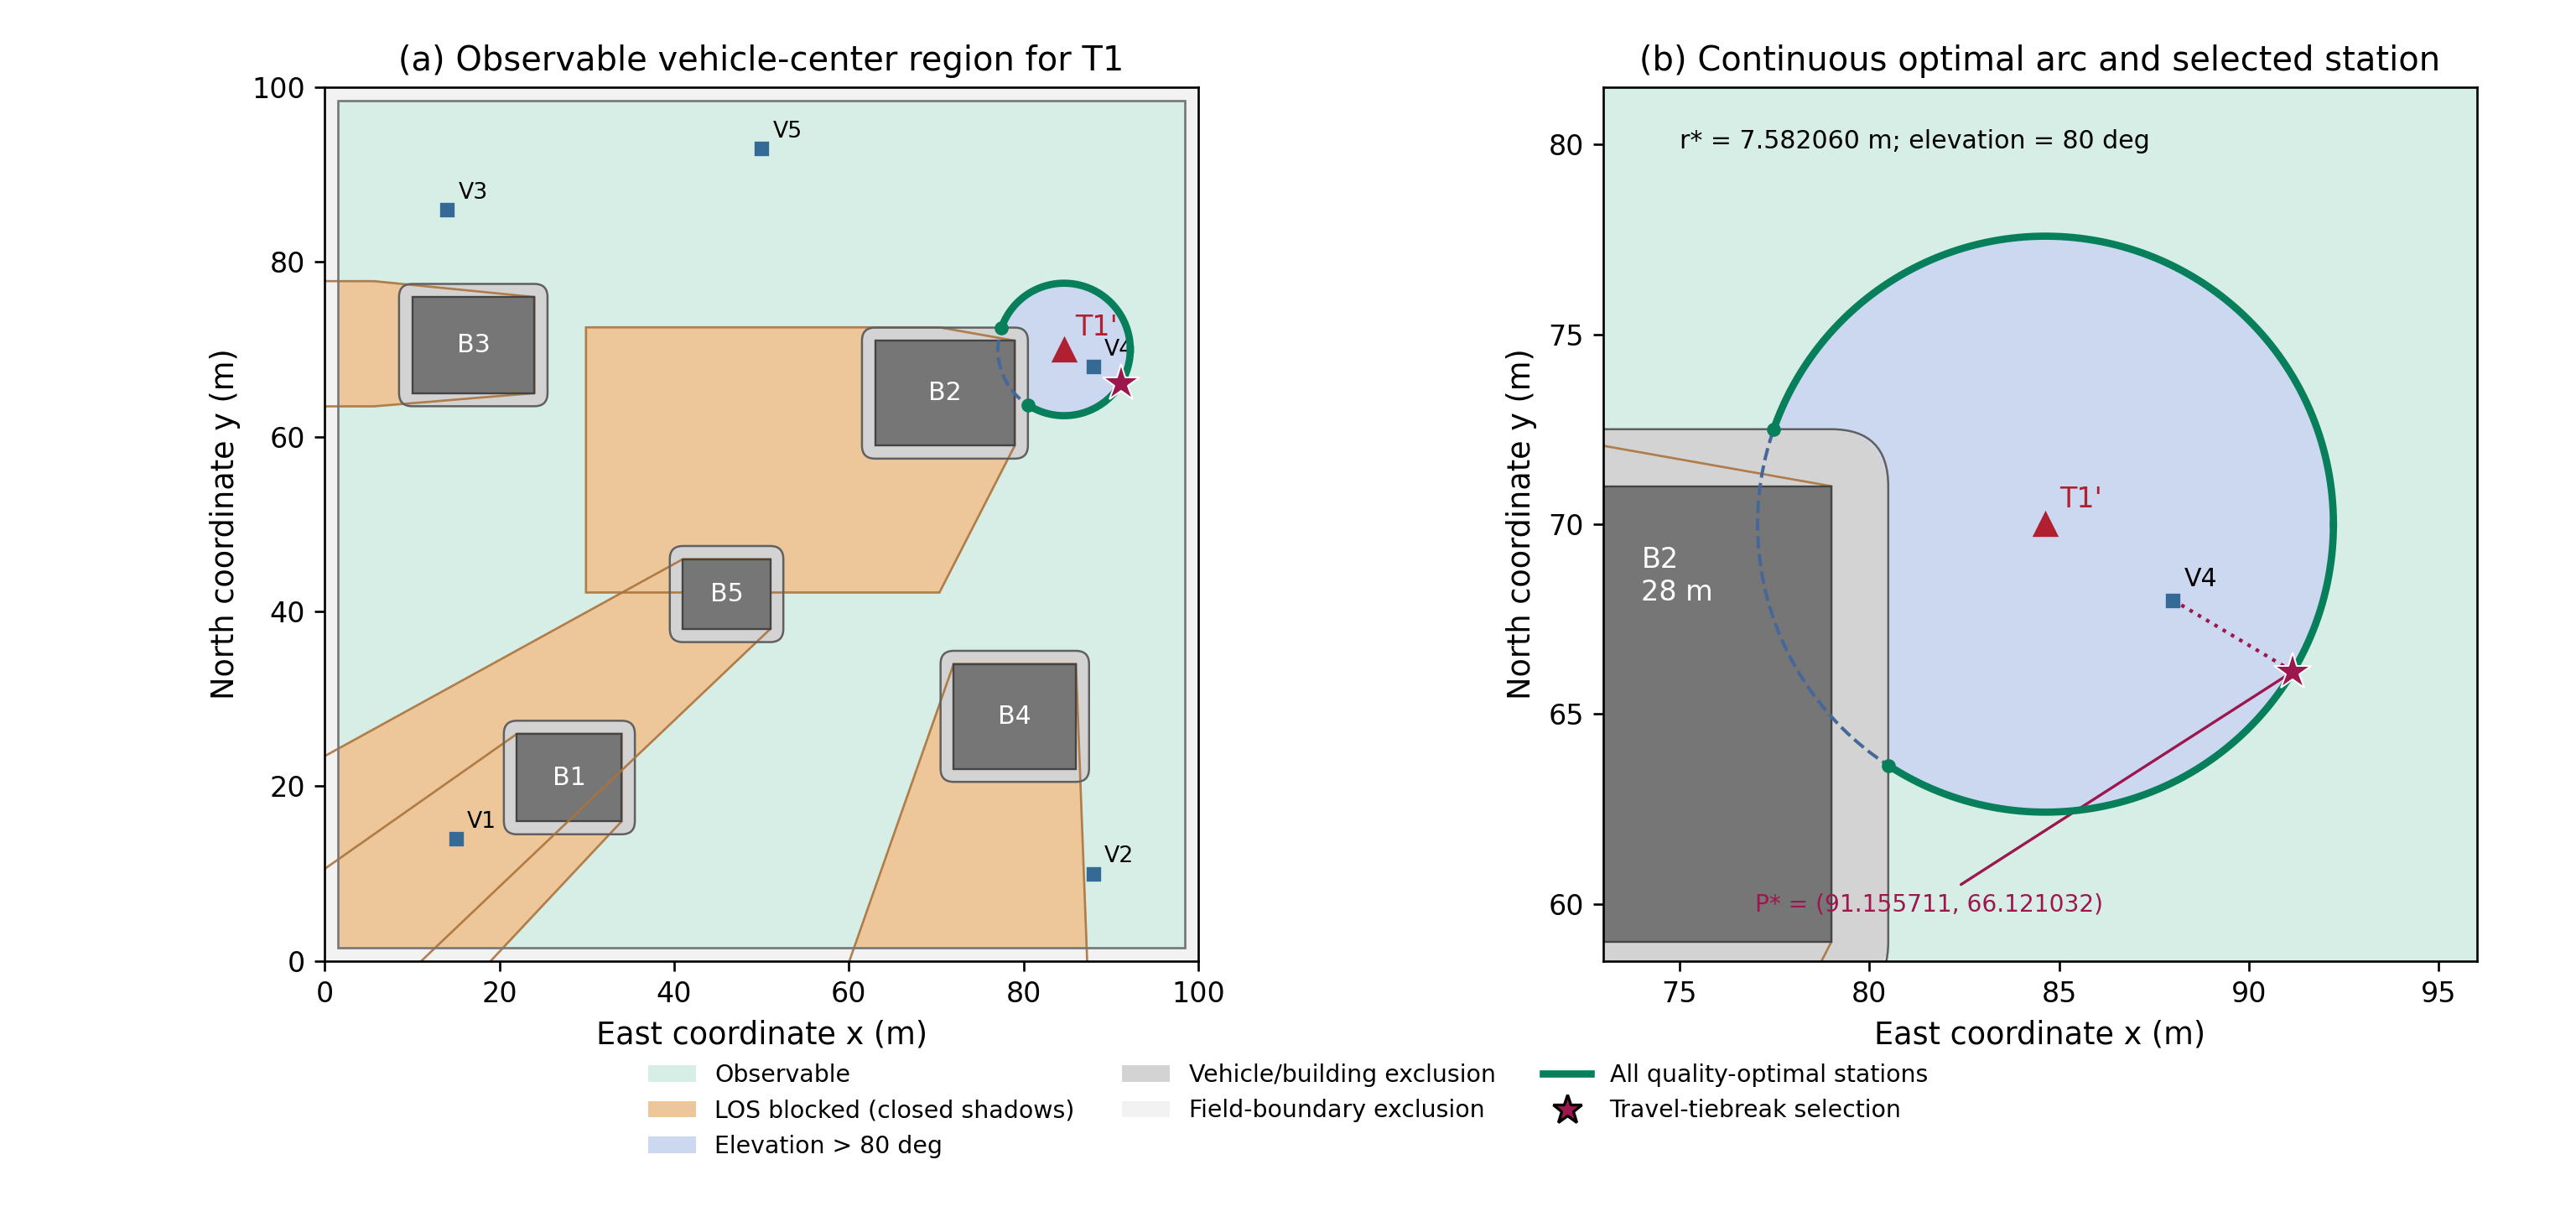 (a) Observable vehicle-center region for T1
100
80
60
40
20
0
North coordinate y (m)
V5
V3
B3
B2
T1'
V4
B5
B4
B1
V1
V2
0 20 40 60 80 100
East coordinate x (m)
(b) Continuous optimal arc and selected station
80
75
70
65
60
North coordinate y (m)
r* = 7.582060 m; elevation = 80 deg
T1'
B2
28 m
V4
P* = (91.155711, 66.121032)
75 80 85 90 95
East coordinate x (m)
Observable
LOS blocked (closed shadows)
Elevation > 80 deg
Vehicle/building exclusion
Field-boundary exclusion
All quality-optimal stations
Travel-tiebreak selection